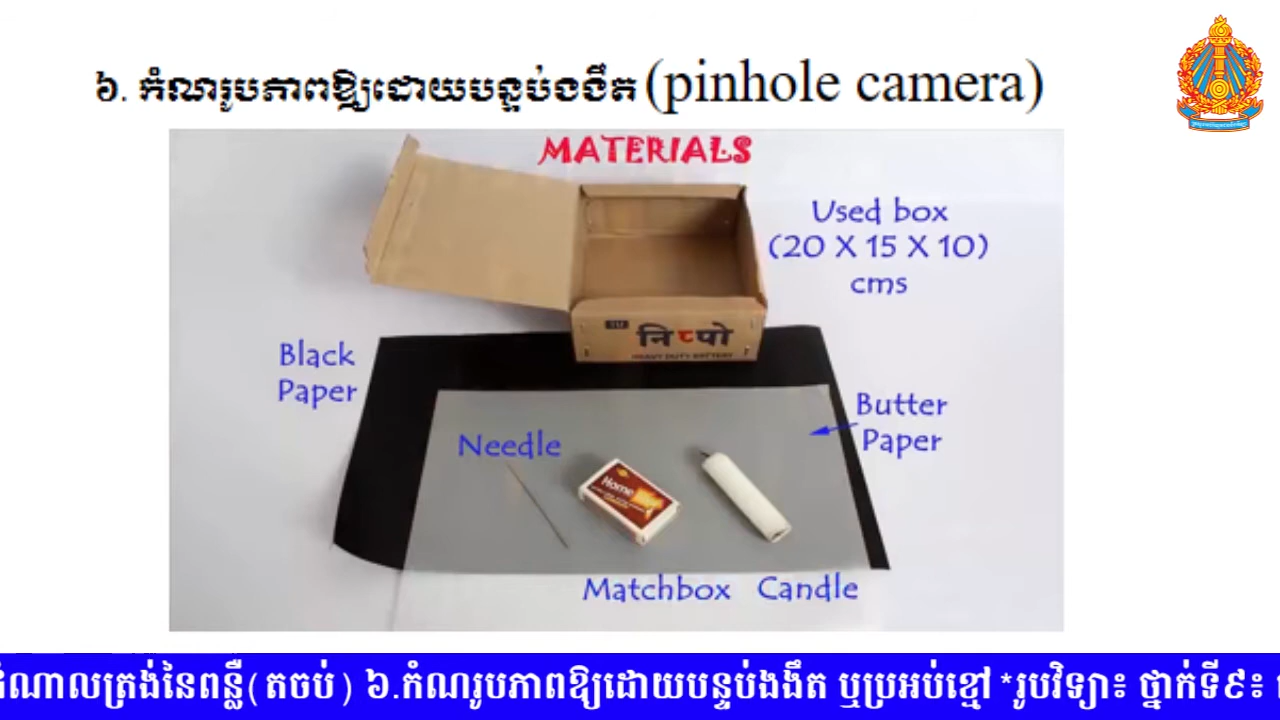 ៦. កំណរូបភាពឱ្យដោយបន្ទប់ងងឹត (pinhole camera)
MATERIALS
Used box
(20 X 15 X 10)
cms
निप्पो
HEAVY DUTY BATTERY
Black
Paper
Butter
Paper
Needle
Home
Matchbox Candle
ដំណាលត្រង់នៃពន្លឺ(តចប់) ៦.កំណរូបភាពឱ្យដោយបន្ទប់ងងឹត ឬប្រអប់ខ្មៅ *រូបវិទ្យា៖ ថ្នាក់ទី៩៖